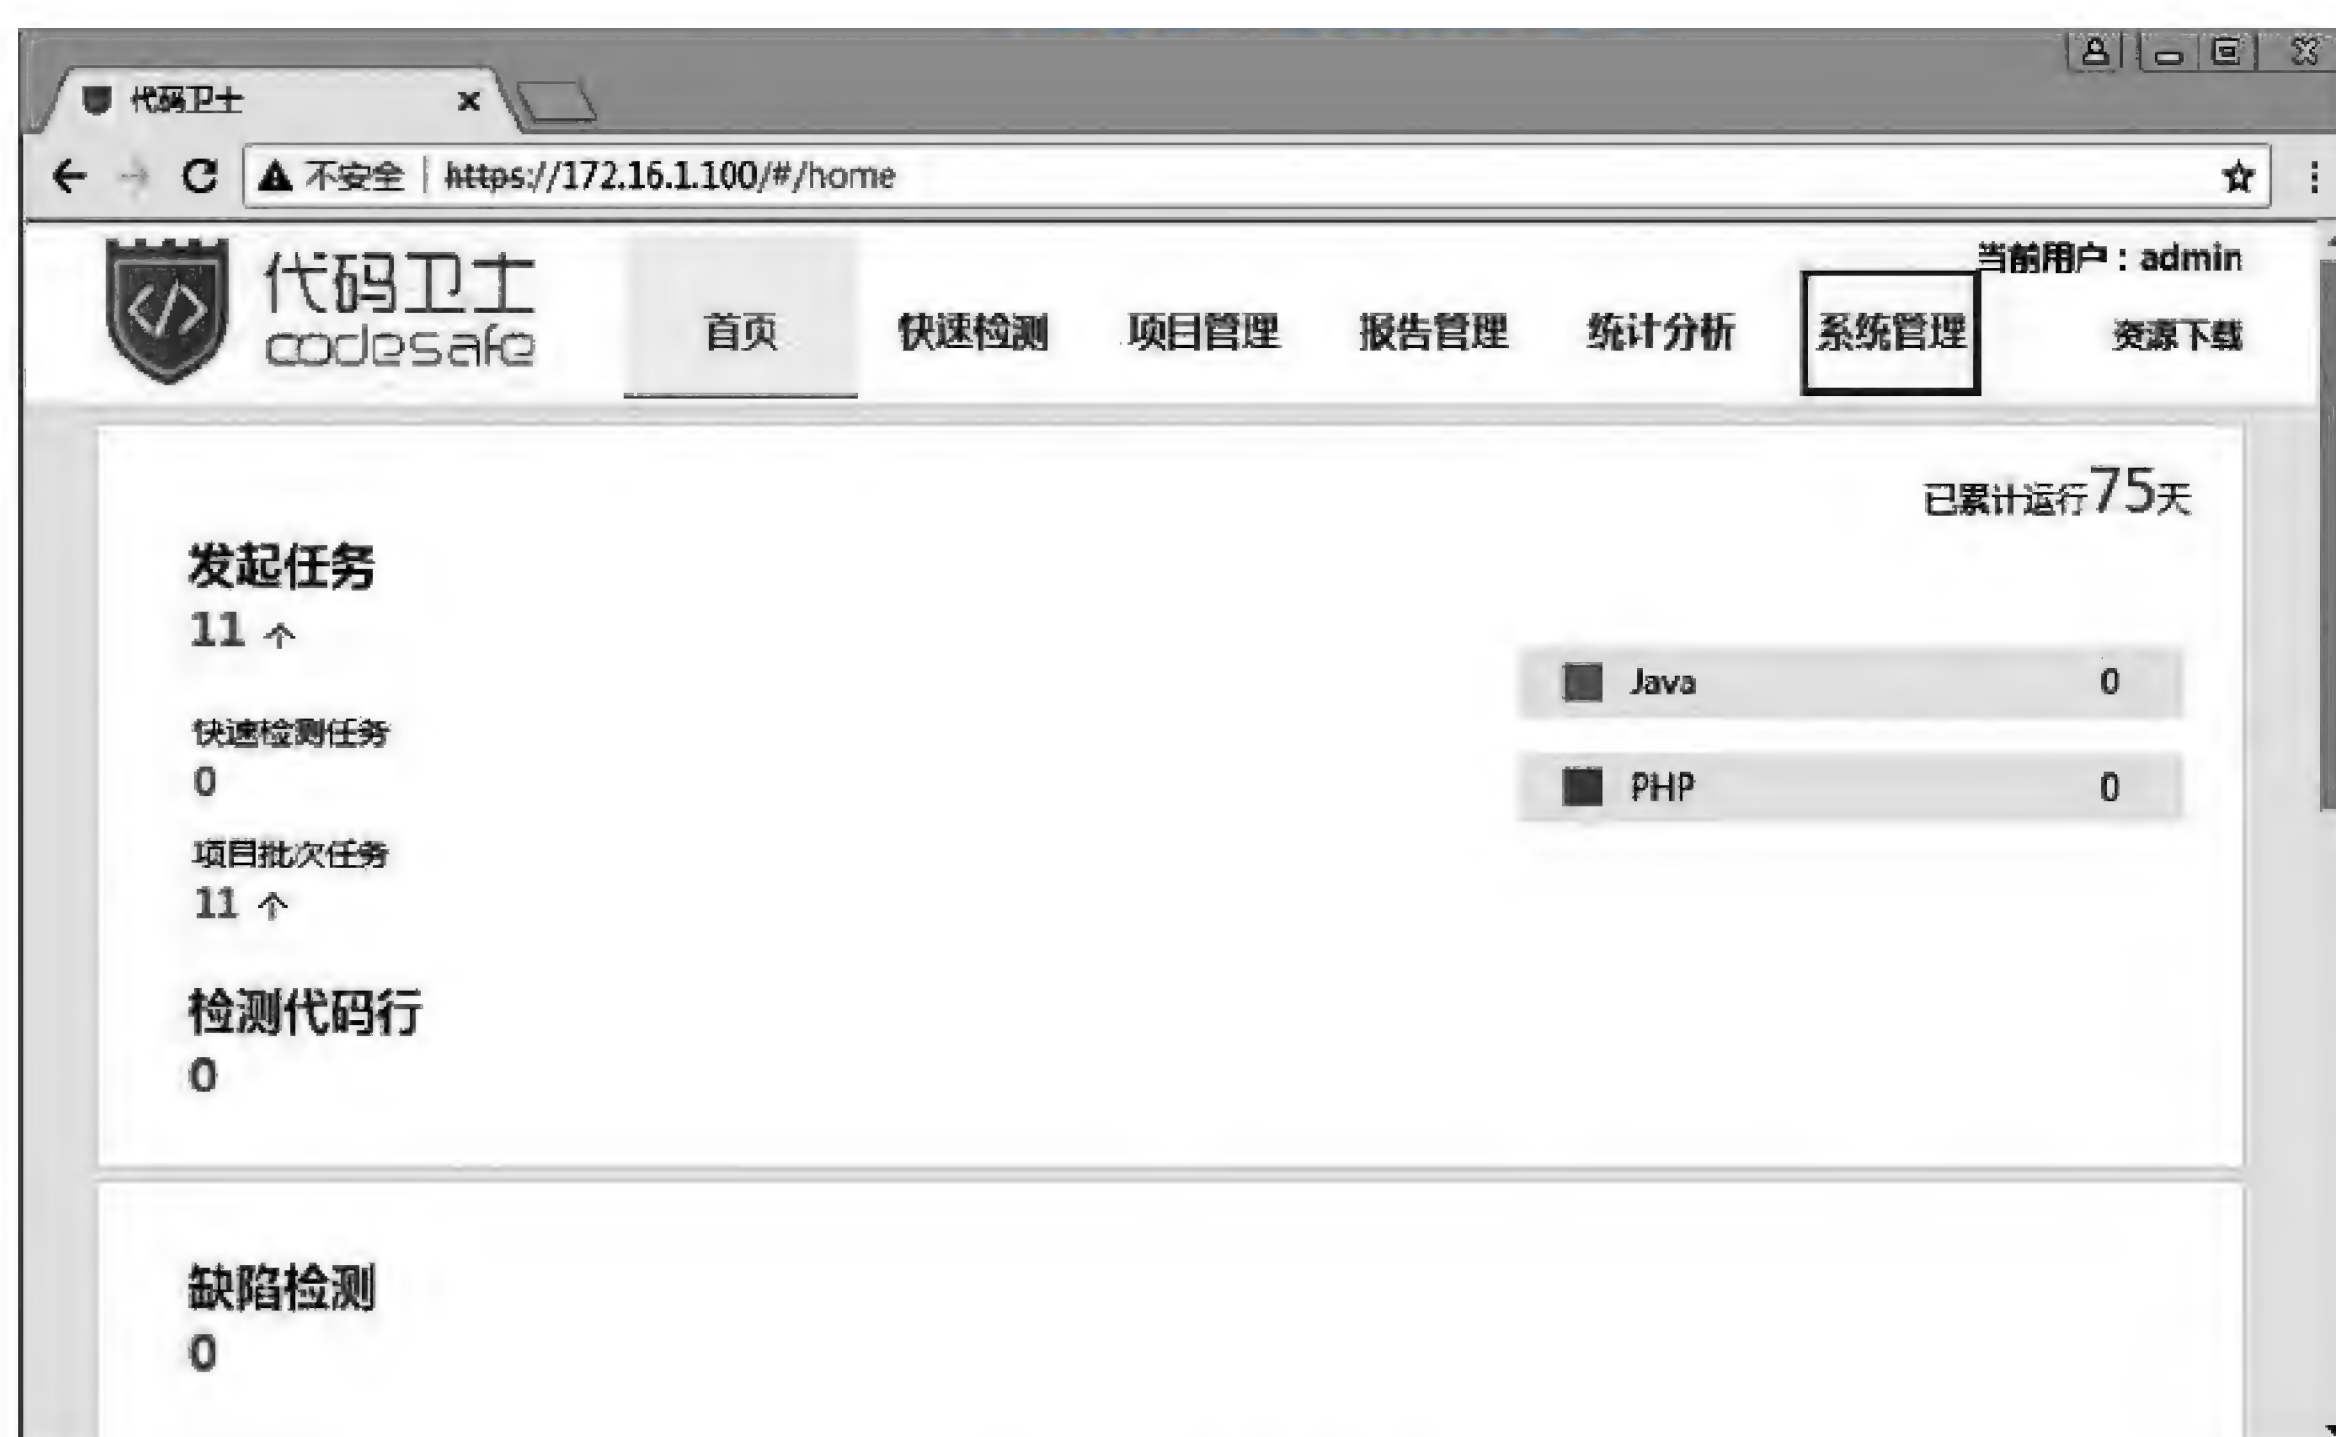 代码卫士
不安全 https://172.16.1.100/#/home
当前用户：admin
代码卫士
codesafe
首页 快速检测 项目管理 报告管理 统计分析 系统管理 资源下载
已累计运行75天
发起任务
11 个
Java 0
快速检测任务
0
PHP 0
项目批次任务
11 个
检测代码行
0
缺陷检测
0